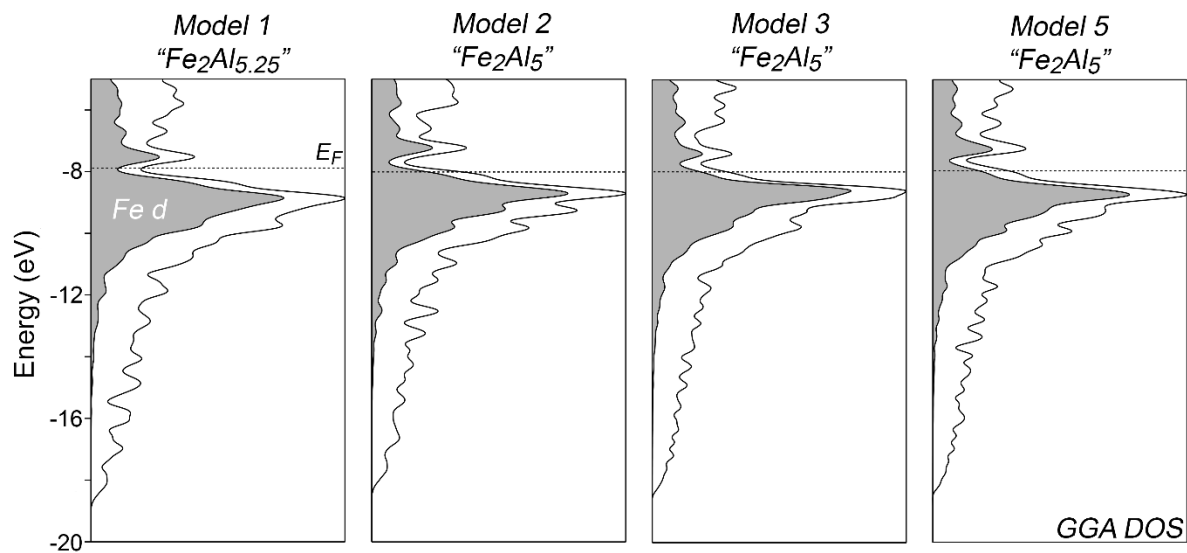 Model 1
“Fe2Al5.25”
Model 2
“Fe2Al5”
Model 3
“Fe2Al5”
Model 5
“Fe2Al5”
Energy (eV)
-8
-12
-16
-20
EF
Fe d
GGA DOS